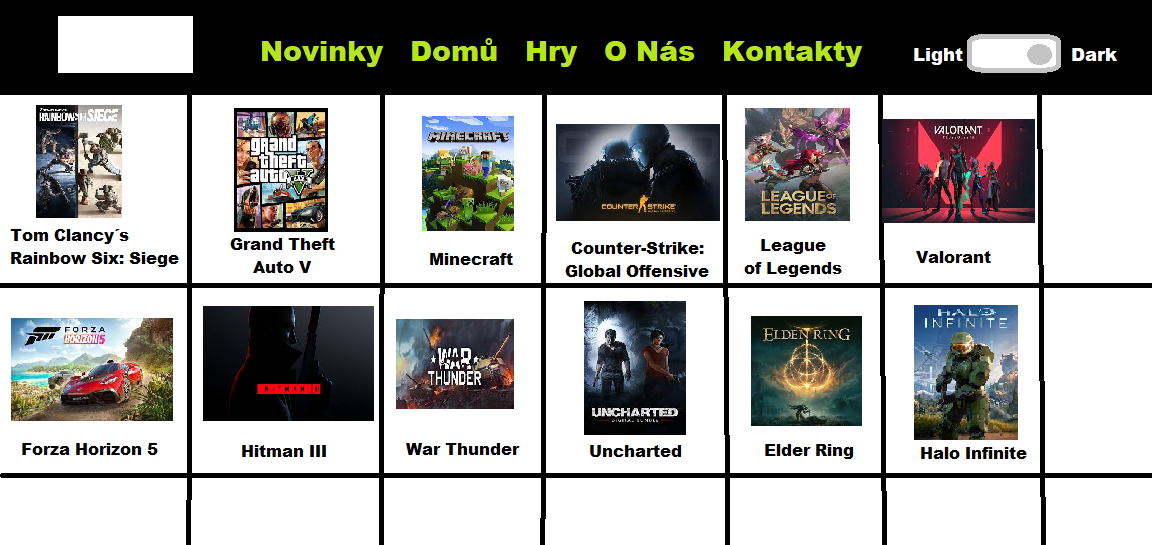 Novinky Domů Hry O Nás Kontakty
Light Dark
RAINBOW SIX SIEGE
grand
theft
auto
V
MINECRAFT
COUNTER STRIKE
LEAGUE OF
LEGENDS
VALORANT
Tom Clancy´s
Rainbow Six: Siege
Grand Theft
Auto V
Minecraft
Counter-Strike:
Global Offensive
League
of Legends
Valorant
FORZA
HORIZON 5
HITMAN III
WAR
THUNDER
UNCHARTED
DIGITAL BUNDLE
ELDEN RING
HALO
INFINITE
Forza Horizon 5
Hitman III
War Thunder
Uncharted
Elder Ring
Halo Infinite